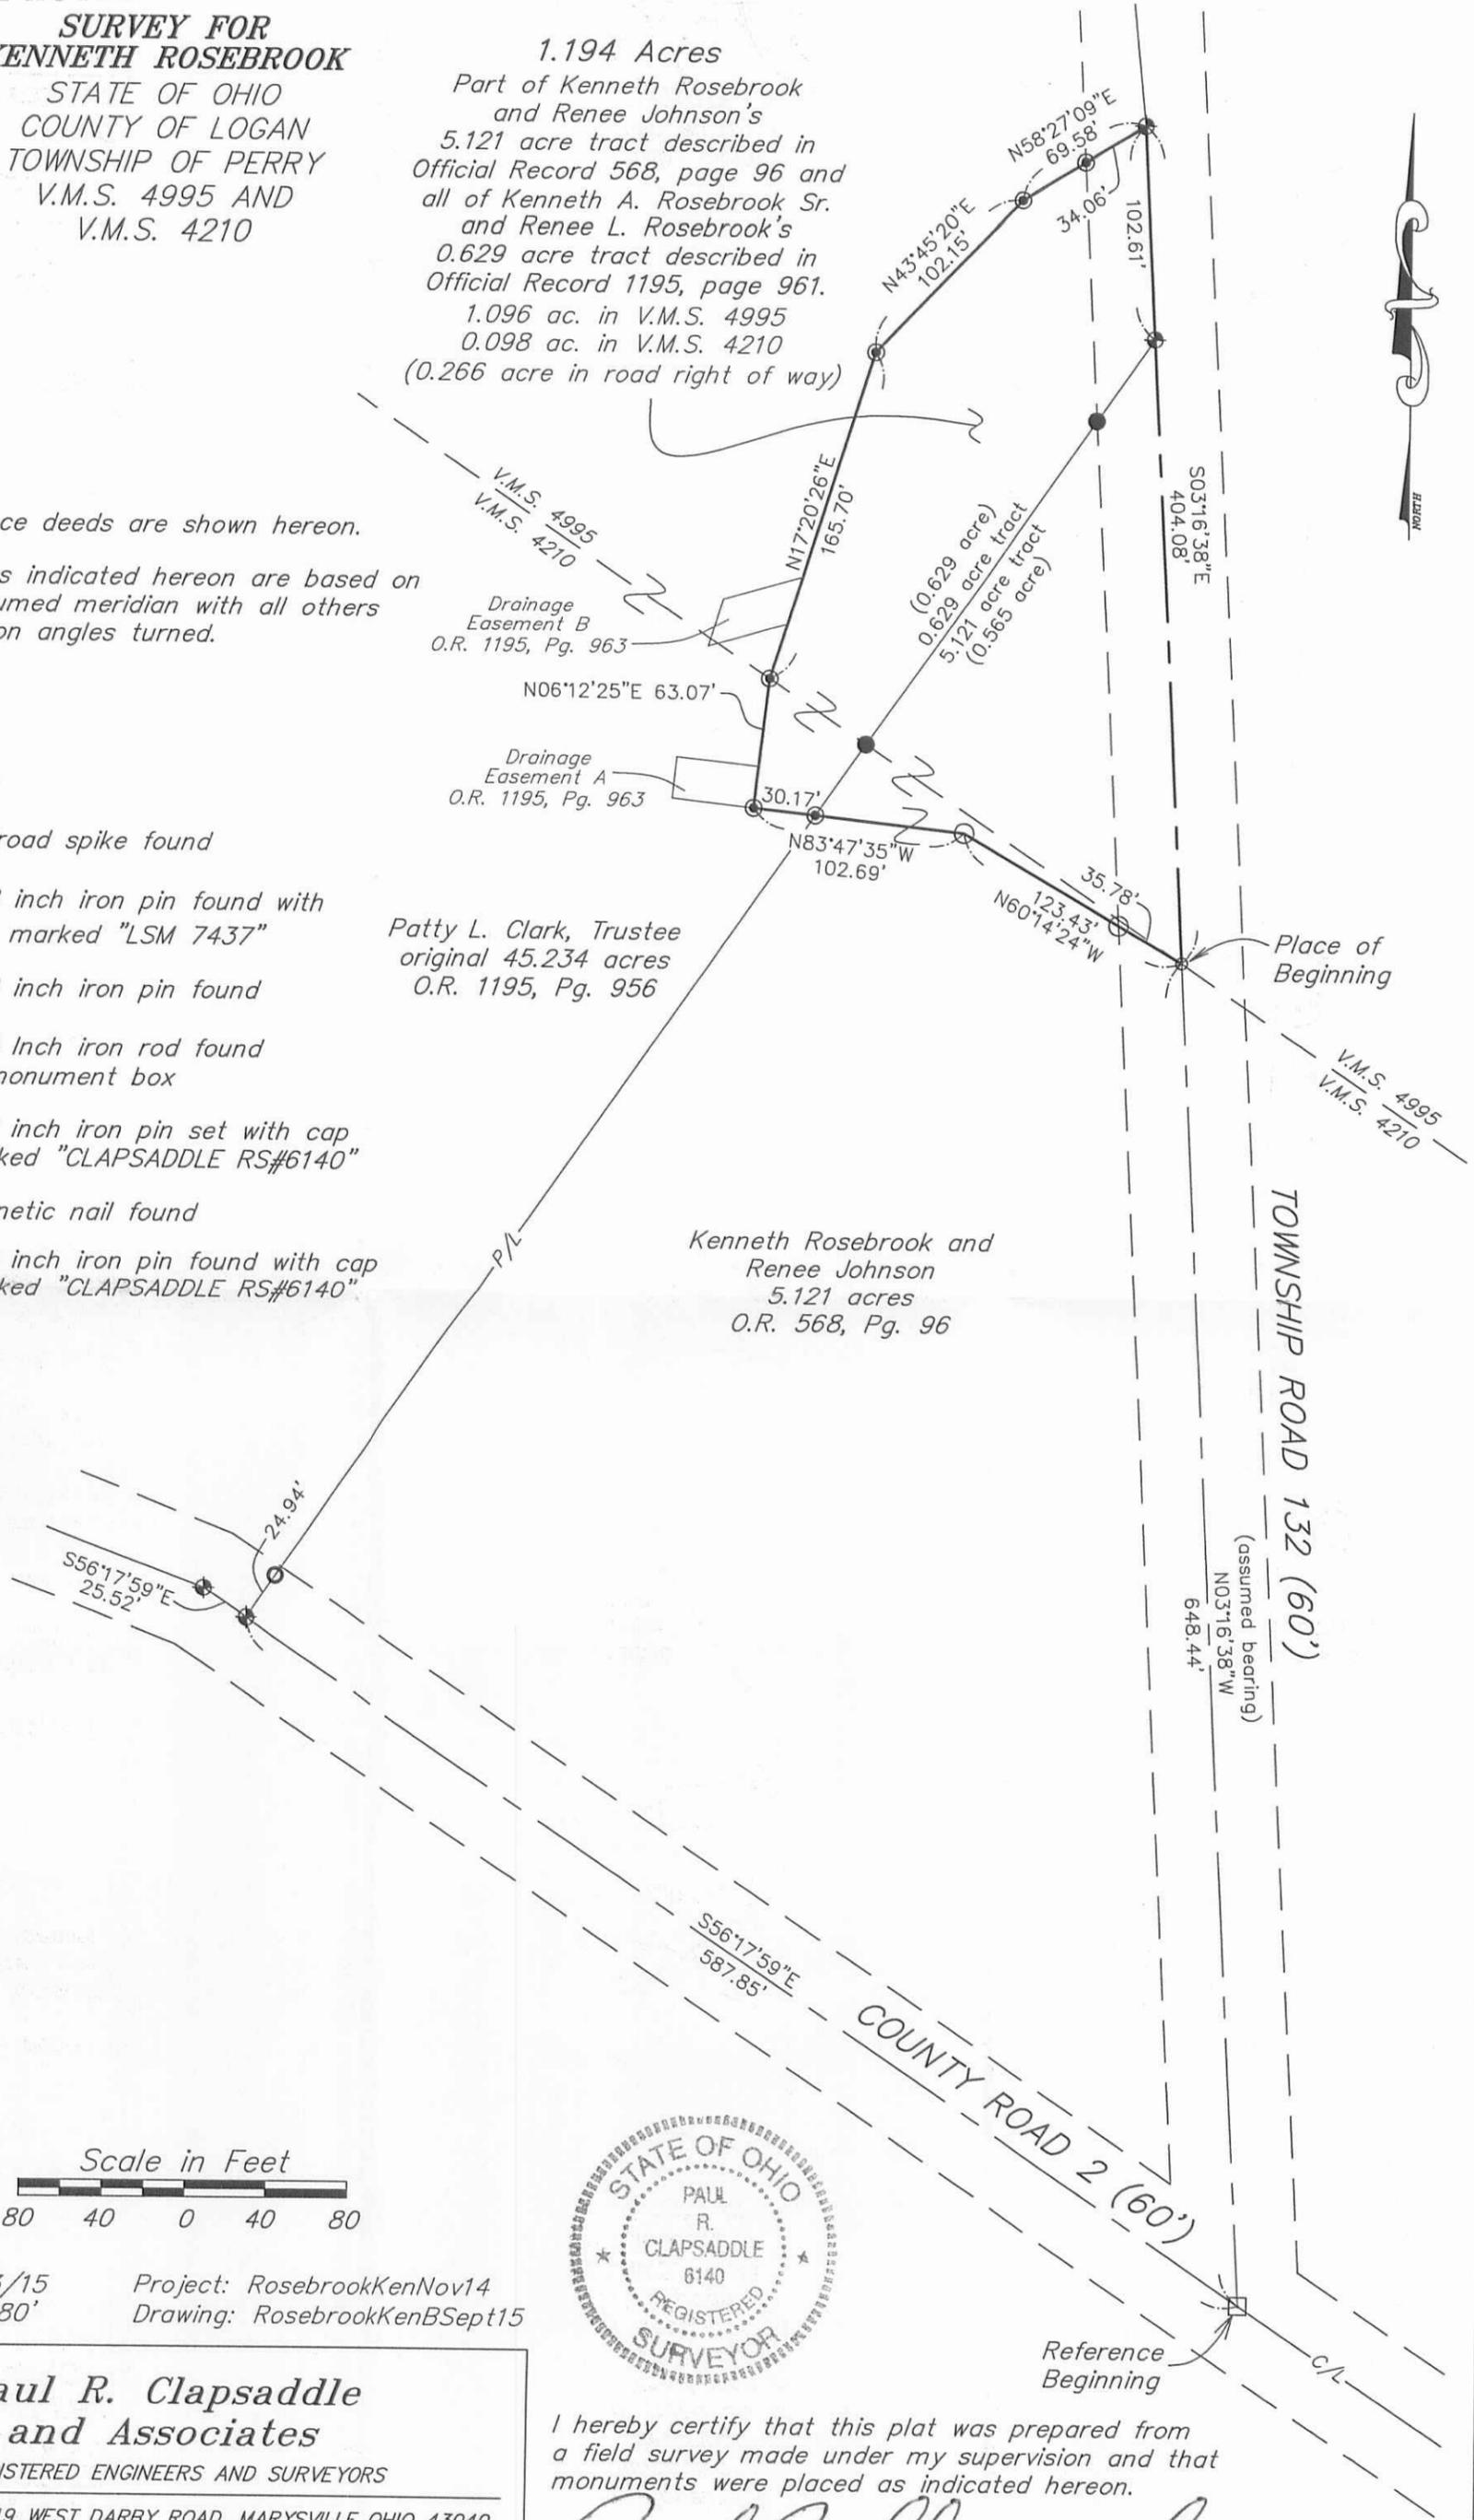 SURVEY FOR
KENNETH ROSEBROOK
STATE OF OHIO
COUNTY OF LOGAN
TOWNSHIP OF PERRY
V.M.S. 4995 AND
V.M.S. 4210
1.194 Acres
Part of Kenneth Rosebrook
and Renee Johnson's
5.121 acre tract described in
Official Record 568, page 96 and
all of Kenneth A. Rosebrook Sr.
and Renee L. Rosebrook's
0.629 acre tract described in
Official Record 1195, page 961.
1.096 ac. in V.M.S. 4995
0.098 ac. in V.M.S. 4210
(0.266 acre in road right of way)
N58°27'09"E
69.58'
34.06'
102.61'
N43°45'20"E
102.15'
NORTH
S03°16'38"E
404.08'
N17°20'26"E
165.70'
V.M.S. 4995
V.M.S. 4210
(0.629 acre)
0.629 acre tract
5.121 acre tract
(0.565 acre)
ce deeds are shown hereon.
s indicated hereon are based on
umed meridian with all others
on angles turned.
Drainage
Easement B
O.R. 1195, Pg. 963
N06°12'25"E 63.07'
Drainage
Easement A
O.R. 1195, Pg. 963
30.17'
N83°47'35"W
102.69'
35.78'
123.43'
N60°14'24"W
Place of
Beginning
V.M.S. 4995
V.M.S. 4210
road spike found
inch iron pin found with
marked "LSM 7437"
inch iron pin found
Inch iron rod found
monument box
inch iron pin set with cap
ked "CLAPSADDLE RS#6140"
netic nail found
inch iron pin found with cap
ked "CLAPSADDLE RS#6140"
Patty L. Clark, Trustee
original 45.234 acres
O.R. 1195, Pg. 956
P/L
Kenneth Rosebrook and
Renee Johnson
5.121 acres
O.R. 568, Pg. 96
TOWNSHIP ROAD 132 (60')
(assumed bearing)
N03°16'38"W
648.44'
24.94'
S56°17'59"E
25.52'
S56°17'59"E
587.85'
COUNTY ROAD 2 (60')
Scale in Feet
80 40 0 40 80
/15
80'
Project: RosebrookKenNov14
Drawing: RosebrookKenBSept15
STATE OF OHIO
PAUL
R.
CLAPSADDLE
6140
REGISTERED
SURVEYOR
Reference
Beginning
C/L
aul R. Clapsaddle
and Associates
ISTERED ENGINEERS AND SURVEYORS
19 WEST DARBY ROAD, MARYSVILLE OHIO 43040
I hereby certify that this plat was prepared from
a field survey made under my supervision and that
monuments were placed as indicated hereon.